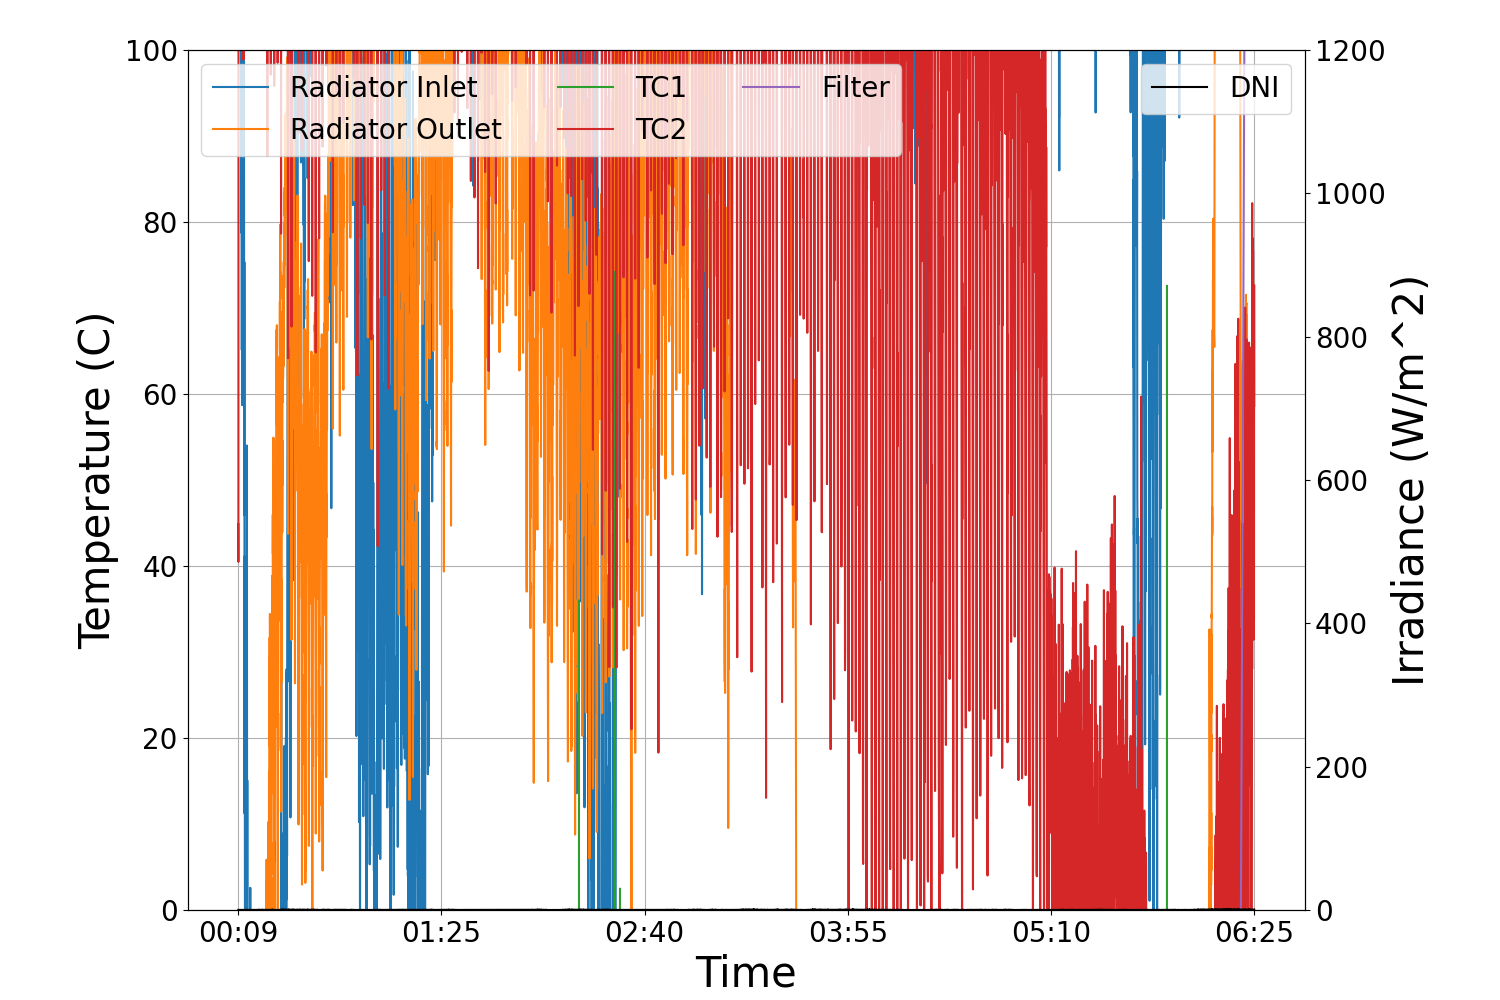 100
80
60
40
20
0
Temperature (C)
Radiator Inlet
Radiator Outlet
TC1
TC2
Filter
DNI
1200
1000
800
600
400
200
0
Irradiance (W/m^2)
00:09 01:25 02:40 03:55 05:10 06:25
Time